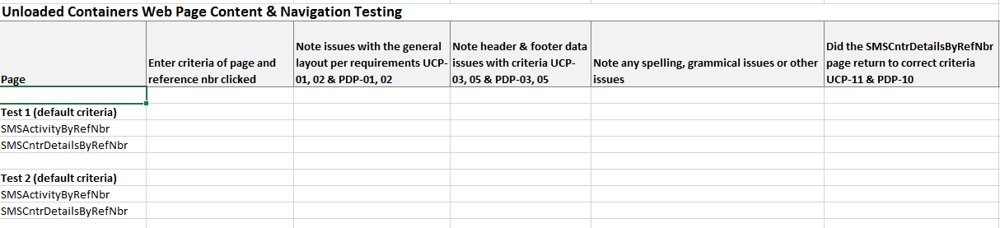 Unloaded Containers Web Page Content & Navigation Testing
Page
Enter criteria of page and
reference nbr clicked
Note issues with the general
layout per requirements UCP-
01, 02 & PDP-01, 02
Note header & footer data
issues with criteria UCP-
03, 05 & PDP-03, 05
Note any spelling, grammical issues or other
issues
Did the SMSCntrDetailsByRefNbr
page return to correct criteria
UCP-11 & PDP-10
Test 1 (default criteria)
SMSActivityByRefNbr
SMSCntrDetailsByRefNbr
Test 2 (default criteria)
SMSActivityByRefNbr
SMSCntrDetailsByRefNbr